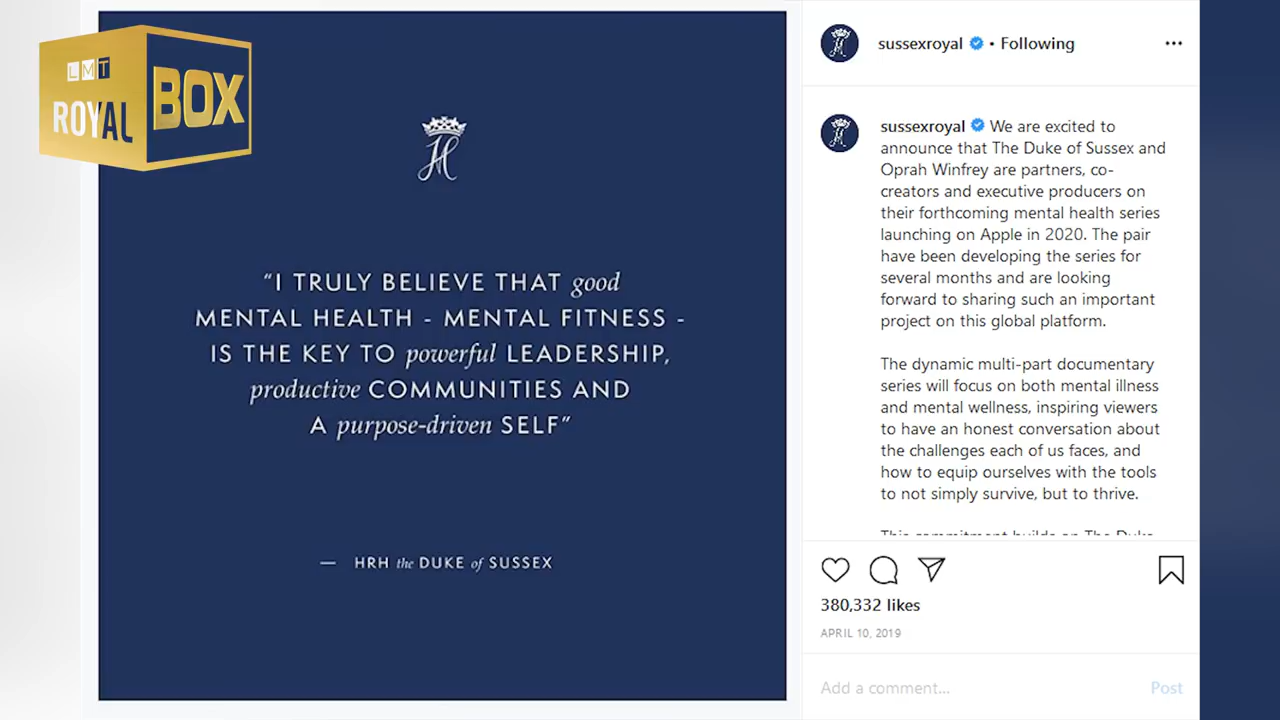 LMT
ROYAL
BOX
“I TRULY BELIEVE THAT good
MENTAL HEALTH - MENTAL FITNESS -
IS THE KEY TO powerful LEADERSHIP,
productive COMMUNITIES AND
A purpose-driven SELF”
— HRH the DUKE of SUSSEX
sussexroyal • Following
sussexroyal We are excited to
announce that The Duke of Sussex and
Oprah Winfrey are partners, co-
creators and executive producers on
their forthcoming mental health series
launching on Apple in 2020. The pair
have been developing the series for
several months and are looking
forward to sharing such an important
project on this global platform.
The dynamic multi-part documentary
series will focus on both mental illness
and mental wellness, inspiring viewers
to have an honest conversation about
the challenges each of us faces, and
how to equip ourselves with the tools
to not simply survive, but to thrive.
This commitment builds on The Duke
380,332 likes
APRIL 10, 2019
Add a comment...
Post